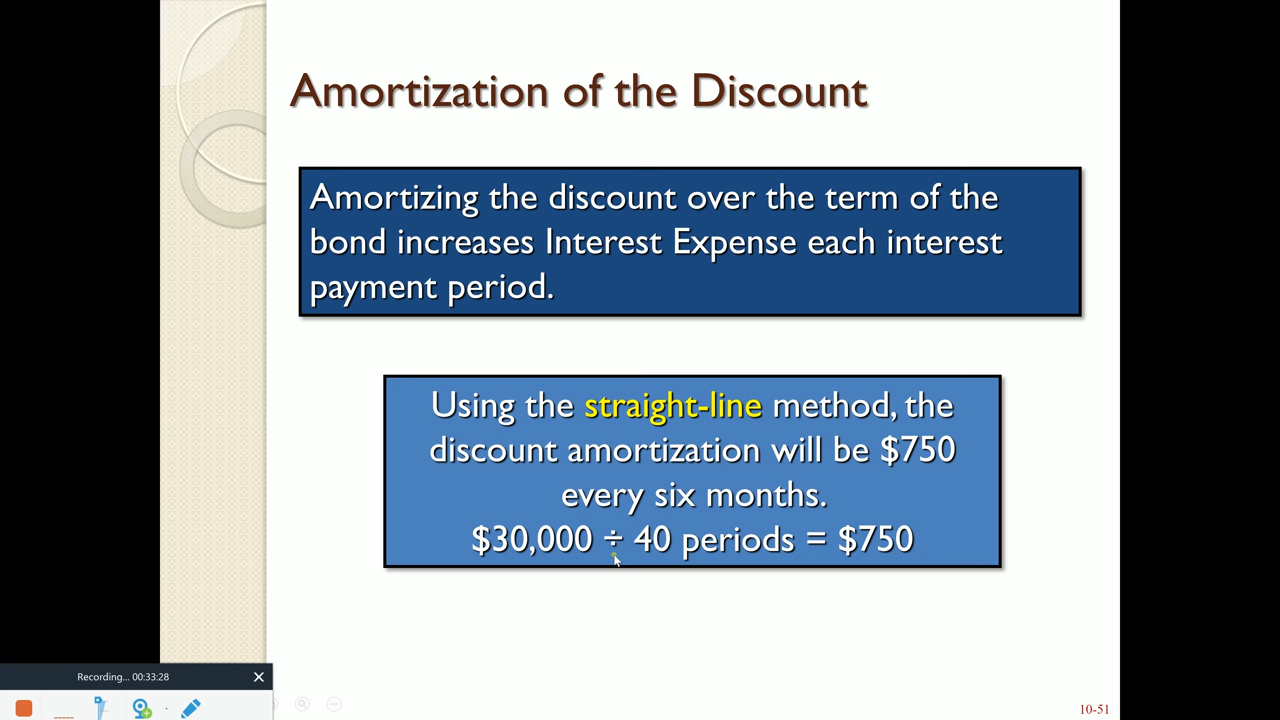 Amortization of the Discount
Amortizing the discount over the term of the
bond increases Interest Expense each interest
payment period.
Using the straight-line method, the
discount amortization will be $750
every six months.
$30,000 ÷ 40 periods = $750
Recording... 00:33:28
10-51